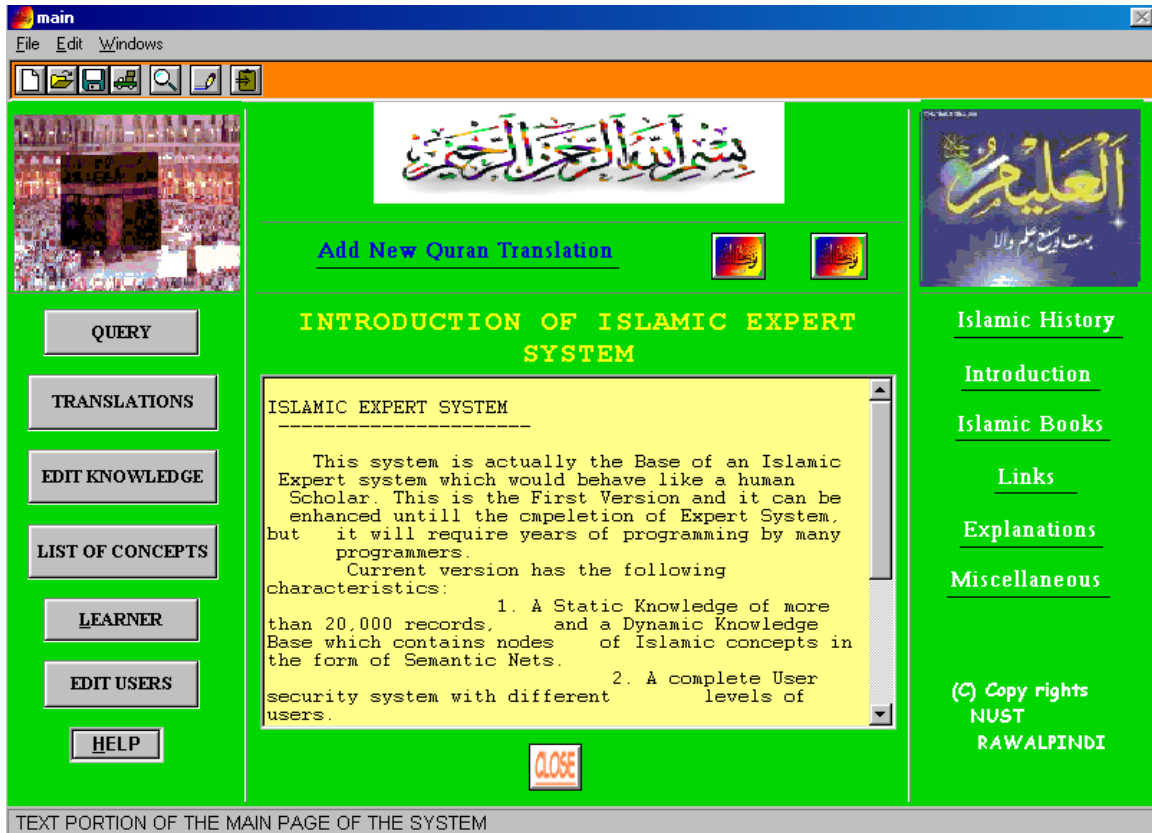 main
File Edit Windows
بسم الله الرحمن الرحيم
العليم
بہت وسیع علم والا
Add New Quran Translation
QUERY
TRANSLATIONS
EDIT KNOWLEDGE
LIST OF CONCEPTS
LEARNER
EDIT USERS
HELP
INTRODUCTION OF ISLAMIC EXPERT
SYSTEM
ISLAMIC EXPERT SYSTEM
----------------------
This system is actually the Base of an Islamic
Expert system which would behave like a human
Scholar. This is the First Version and it can be
enhanced untill the cmpeletion of Expert System,
but it will require years of programming by many
programmers.
Current version has the following
characteristics:
1. A Static Knowledge of more
than 20,000 records, and a Dynamic Knowledge
Base which contains nodes of Islamic concepts in
the form of Semantic Nets.
2. A complete User
security system with different levels of
users.
CLOSE
Islamic History
Introduction
Islamic Books
Links
Explanations
Miscellaneous
(C) Copy rights
NUST
RAWALPINDI
TEXT PORTION OF THE MAIN PAGE OF THE SYSTEM